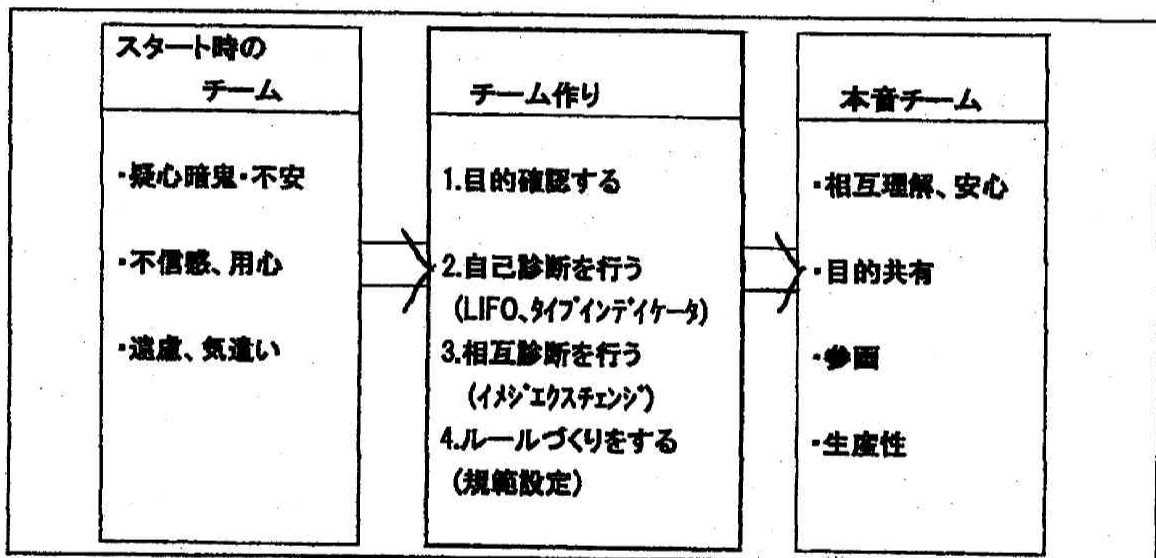 スタート時の
チーム
・疑心暗鬼・不安
・不信感、用心
・遠慮、気遣い
チーム作り
1.目的確認する
2.自己診断を行う
(LIFO、タイプインディケータ)
3.相互診断を行う
(イメジエクスチェンジ)
4.ルールづくりをする
(規範設定)
本音チーム
・相互理解、安心
・目的共有
・参画
・生産性